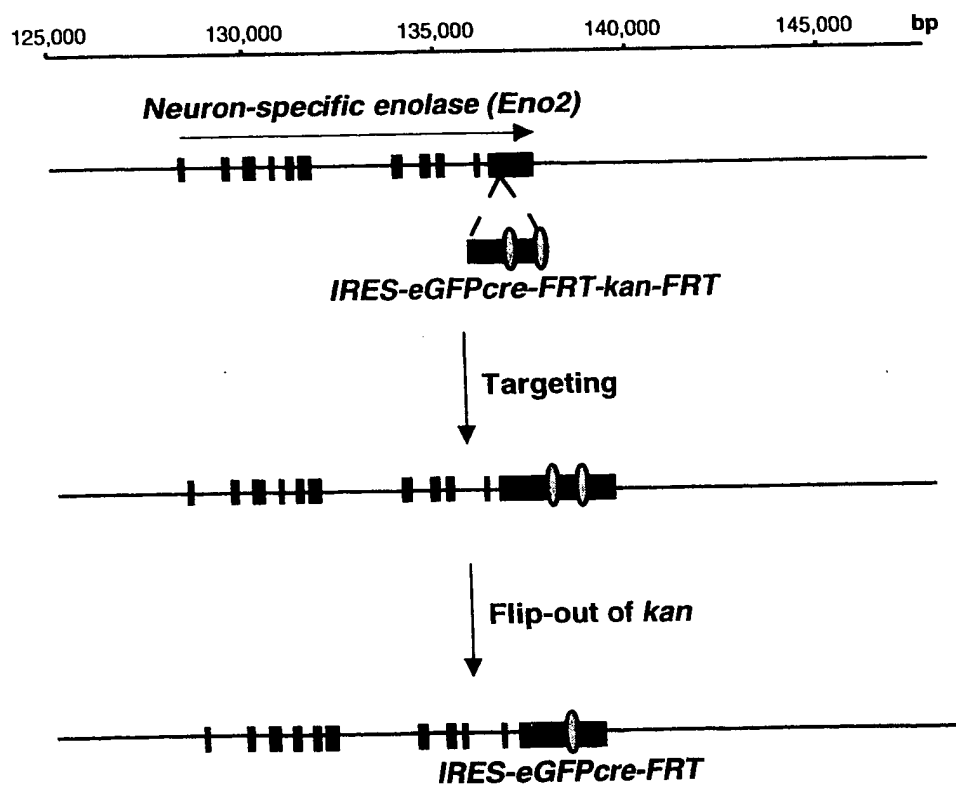 125,000 130,000 135,000 140,000 145,000 bp
Neuron-specific enolase (Eno2)
IRES-eGFPcre-FRT-kan-FRT
Targeting
Flip-out of kan
IRES-eGFPcre-FRT